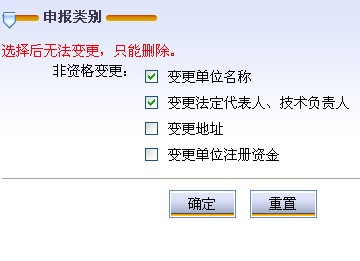 申报类别
选择后无法变更，只能删除。
非资格变更： 变更单位名称
变更法定代表人、技术负责人
变更地址
变更单位注册资金
确定 重置